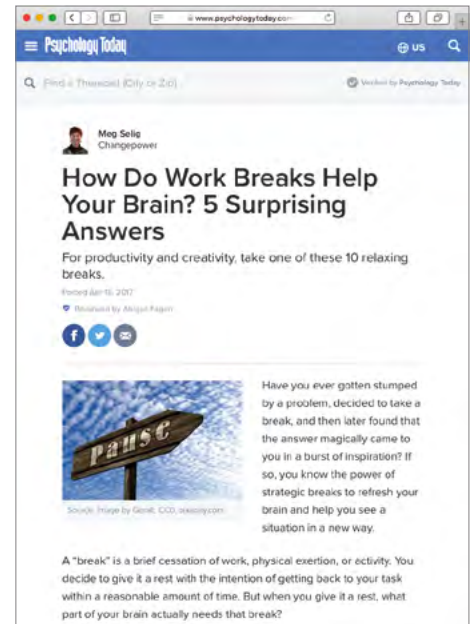 www.psychologytoday.com
Psychology Today
US
Find a Therapist (City or Zip)
Verified by Psychology Today
Meg Selig
Changepower
How Do Work Breaks Help
Your Brain? 5 Surprising
Answers
For productivity and creativity, take one of these 10 relaxing
breaks.
Posted 2017
Reviewed by
Have you ever gotten stumped
by a problem, decided to take a
break, and then later found that
the answer magically came to
you in a burst of inspiration? If
so, you know the power of
strategic breaks to refresh your
brain and help you see a
situation in a new way.
Pause
Source: Image by CC0,
A "break" is a brief cessation of work, physical exertion, or activity. You
decide to give it a rest with the intention of getting back to your task
within a reasonable amount of time. But when you give it a rest, what
part of your brain actually needs that break?